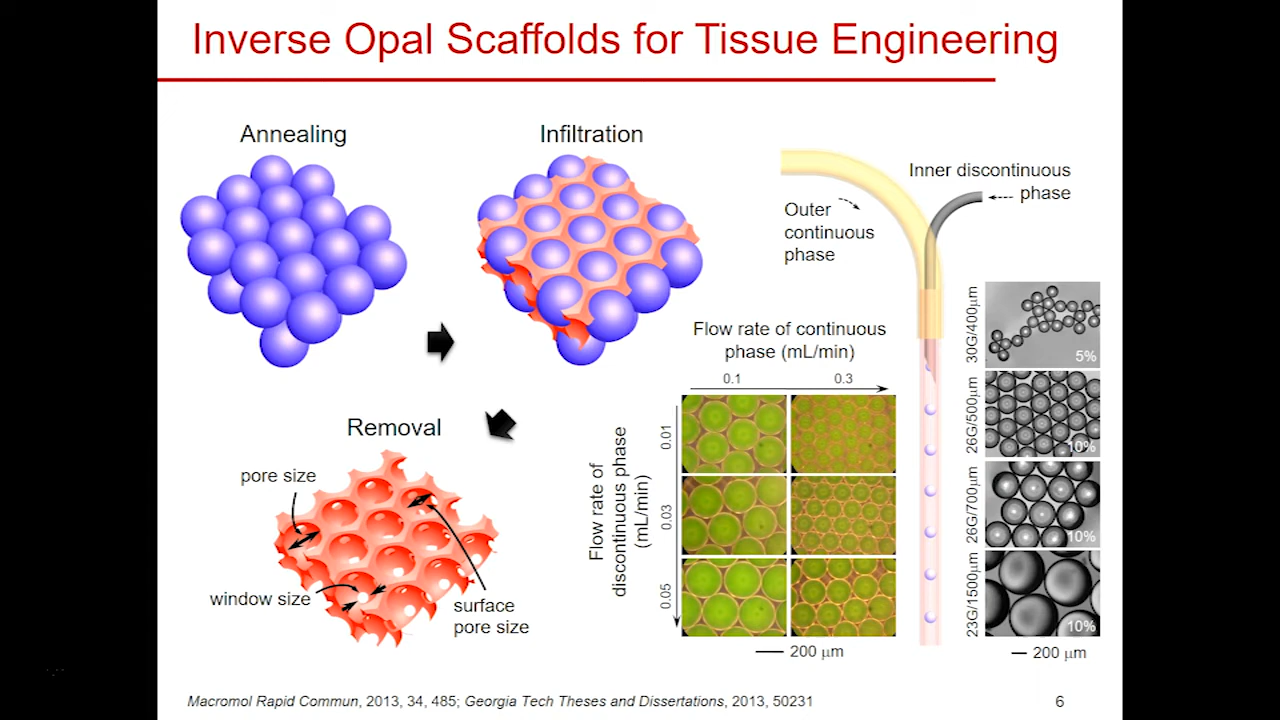 Inverse Opal Scaffolds for Tissue Engineering
Annealing
Infiltration
Removal
pore size
window size
surface
pore size
Outer
continuous
phase
Inner discontinuous
phase
Flow rate of continuous
phase (mL/min)
0.1
0.3
Flow rate of
discontinuous phase
(mL/min)
0.01
0.03
0.05
200 μm
30G/400μm
5%
26G/500μm
10%
26G/700μm
10%
23G/1500μm
10%
200 μm
Macromol Rapid Commun, 2013, 34, 485; Georgia Tech Theses and Dissertations, 2013, 50231
6